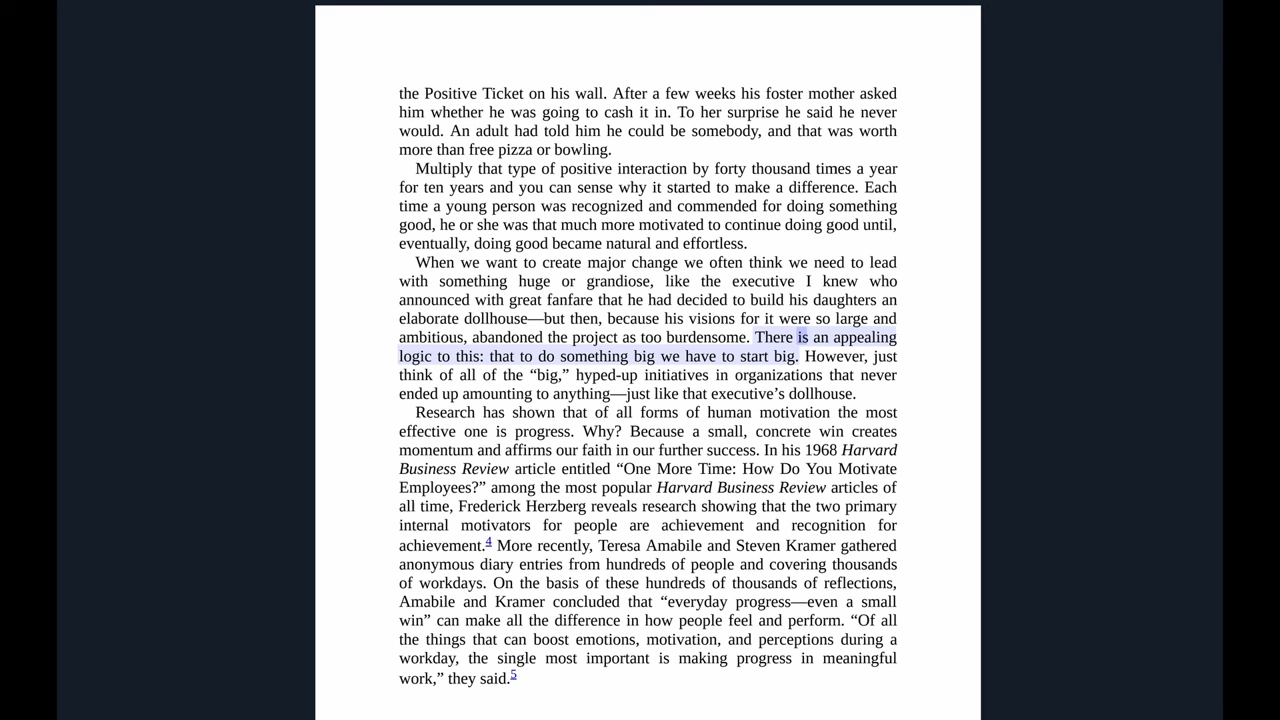 the Positive Ticket on his wall. After a few weeks his foster mother asked
him whether he was going to cash it in. To her surprise he said he never
would. An adult had told him he could be somebody, and that was worth
more than free pizza or bowling.
Multiply that type of positive interaction by forty thousand times a year
for ten years and you can sense why it started to make a difference. Each
time a young person was recognized and commended for doing something
good, he or she was that much more motivated to continue doing good until,
eventually, doing good became natural and effortless.
When we want to create major change we often think we need to lead
with something huge or grandiose, like the executive I knew who
announced with great fanfare that he had decided to build his daughters an
elaborate dollhouse—but then, because his visions for it were so large and
ambitious, abandoned the project as too burdensome. There is an appealing
logic to this: that to do something big we have to start big. However, just
think of all of the “big,” hyped-up initiatives in organizations that never
ended up amounting to anything—just like that executive’s dollhouse.
Research has shown that of all forms of human motivation the most
effective one is progress. Why? Because a small, concrete win creates
momentum and affirms our faith in our further success. In his 1968 Harvard
Business Review article entitled “One More Time: How Do You Motivate
Employees?” among the most popular Harvard Business Review articles of
all time, Frederick Herzberg reveals research showing that the two primary
internal motivators for people are achievement and recognition for
achievement.4 More recently, Teresa Amabile and Steven Kramer gathered
anonymous diary entries from hundreds of people and covering thousands
of workdays. On the basis of these hundreds of thousands of reflections,
Amabile and Kramer concluded that “everyday progress—even a small
win” can make all the difference in how people feel and perform. “Of all
the things that can boost emotions, motivation, and perceptions during a
workday, the single most important is making progress in meaningful
work,” they said.5